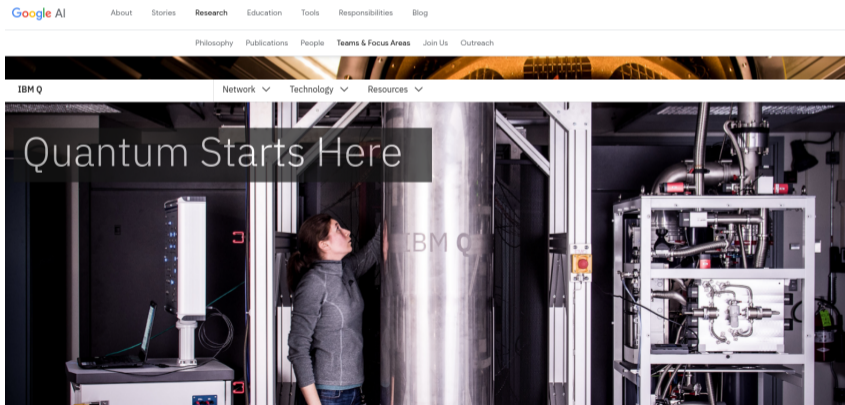 Google AI About Stories Research Education Tools Responsibilities Blog
Philosophy Publications People Teams & Focus Areas Join Us Outreach
IBM Q Network Technology Resources
Quantum Starts Here
IBM Q